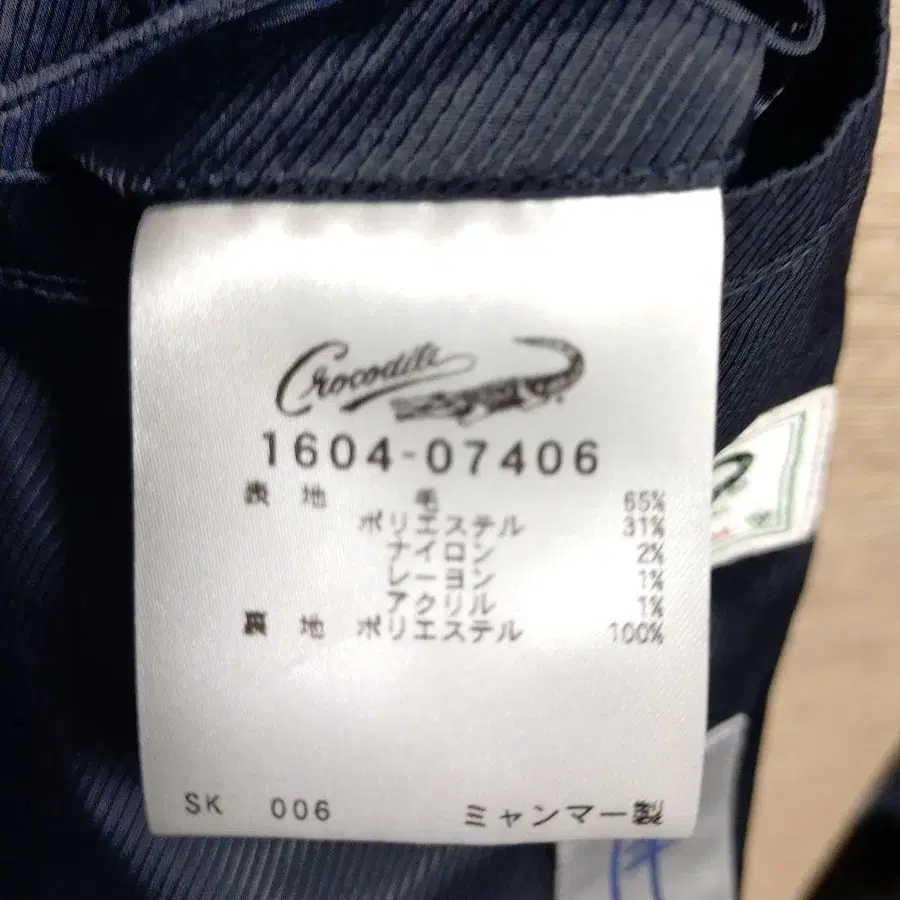 Crocodile
1604-07406
表地 毛 65%
ポリエステル 31%
ナイロン 2%
レーヨン 1%
アクリル 1%
裏地 ポリエステル 100%
SK 006 ミャンマー製